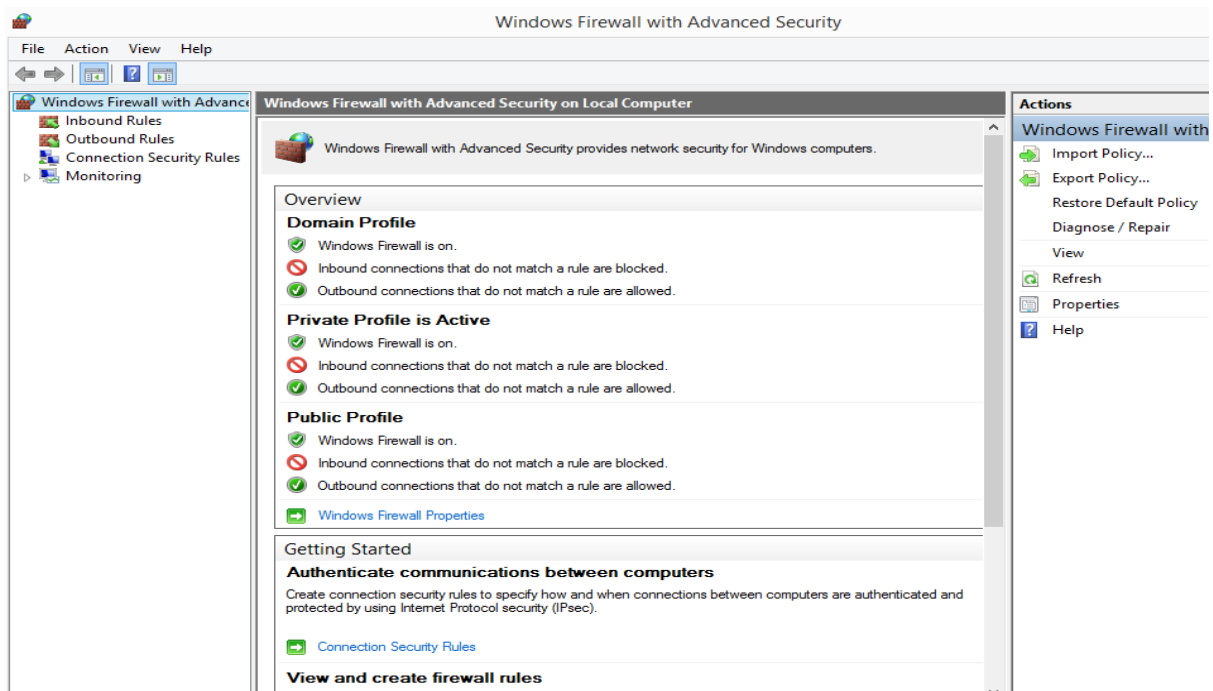 Windows Firewall with Advanced Security
File Action View Help
Windows Firewall with Advance
Inbound Rules
Outbound Rules
Connection Security Rules
Monitoring
Windows Firewall with Advanced Security on Local Computer
Windows Firewall with Advanced Security provides network security for Windows computers.
Overview
Domain Profile
Windows Firewall is on.
Inbound connections that do not match a rule are blocked.
Outbound connections that do not match a rule are allowed.
Private Profile is Active
Windows Firewall is on.
Inbound connections that do not match a rule are blocked.
Outbound connections that do not match a rule are allowed.
Public Profile
Windows Firewall is on.
Inbound connections that do not match a rule are blocked.
Outbound connections that do not match a rule are allowed.
Windows Firewall Properties
Getting Started
Authenticate communications between computers
Create connection security rules to specify how and when connections between computers are authenticated and
protected by using Internet Protocol security (IPsec).
Connection Security Rules
View and create firewall rules
Actions
Windows Firewall with
Import Policy...
Export Policy...
Restore Default Policy
Diagnose / Repair
View
Refresh
Properties
Help